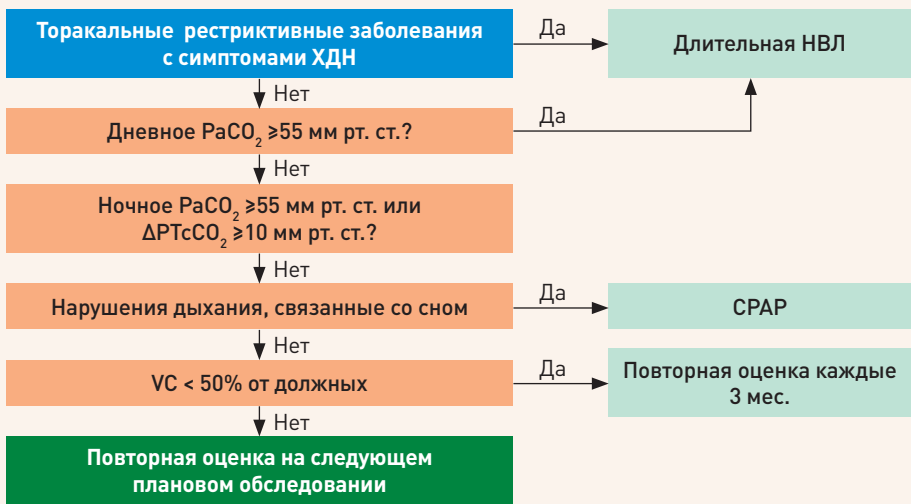 Торакальные рестриктивные заболевания
с симптомами ХДН
Да
Длительная НВЛ
Нет
Дневное PaCO₂ ≥55 мм рт. ст.?
Да
Нет
Ночное PaCO₂ ≥55 мм рт. ст. или
ΔPTcCO₂ ≥10 мм рт. ст.?
Нет
Нарушения дыхания, связанные со сном
Да
CPAP
Нет
VC < 50% от должных
Да
Повторная оценка каждые
3 мес.
Нет
Повторная оценка на следующем
плановом обследовании